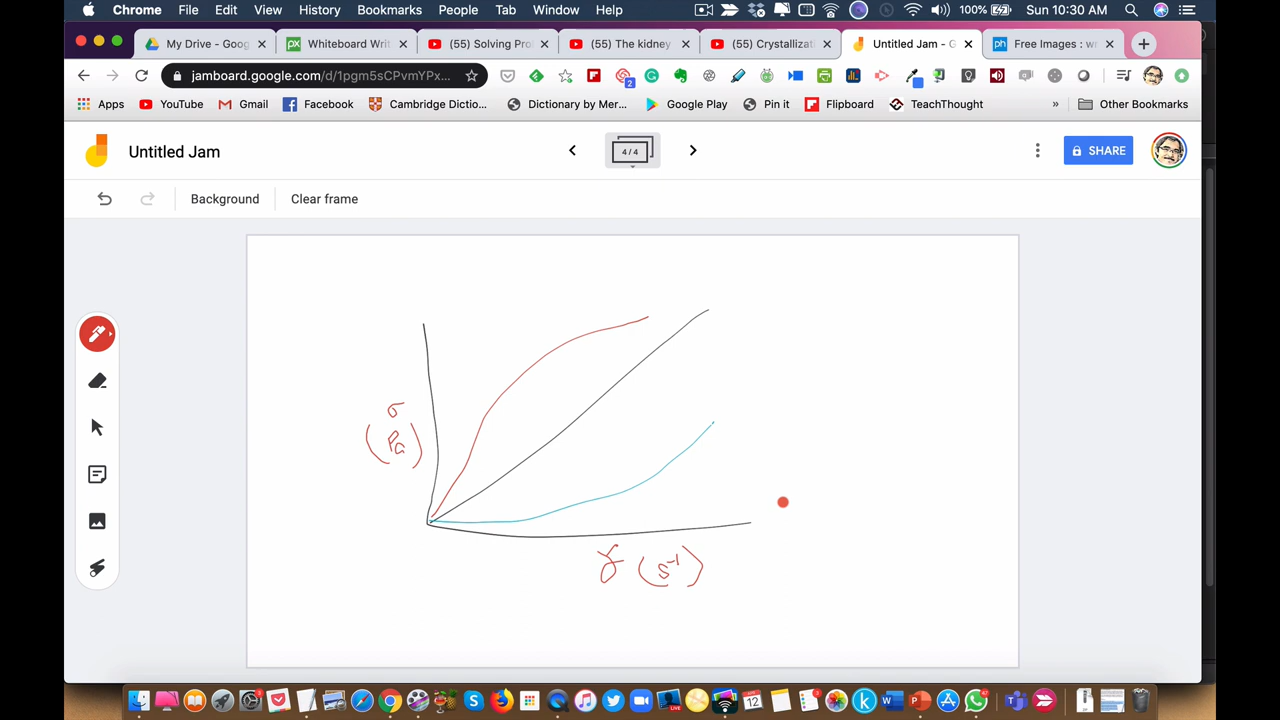 Chrome File Edit View History Bookmarks People Tab Window Help 100% Sun 10:30 AM
My Drive - Goog Whiteboard Writ (55) Solving Pro (55) The kidney (55) Crystallizat Untitled Jam - G Free Images : wr
jamboard.google.com/d/1pgm5sCPvmYPx... 2
Apps YouTube Gmail Facebook Cambridge Dictio... Dictionary by Mer... Google Play Pin it Flipboard TeachThought » Other Bookmarks
Untitled Jam 4/4 SHARE
Background Clear frame
σ
(Pa)
γ (s⁻¹)